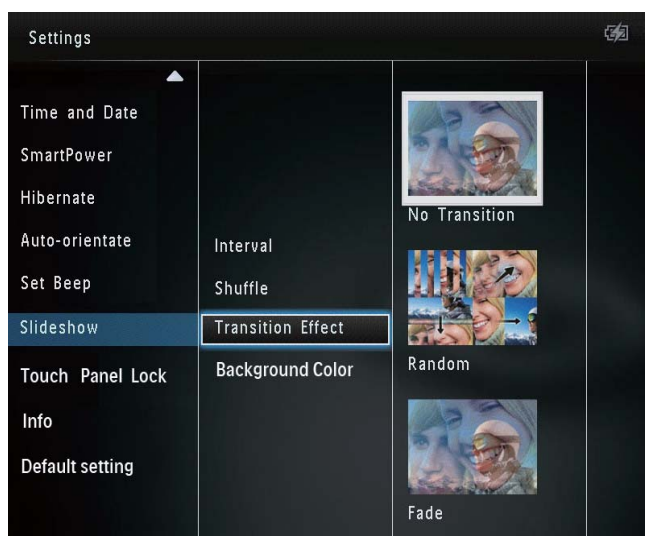 Settings
Time and Date
SmartPower
Hibernate
Auto-orientate
Set Beep
Slideshow
Touch Panel Lock
Info
Default setting
Interval
Shuffle
Transition Effect
Background Color
No Transition
Random
Fade